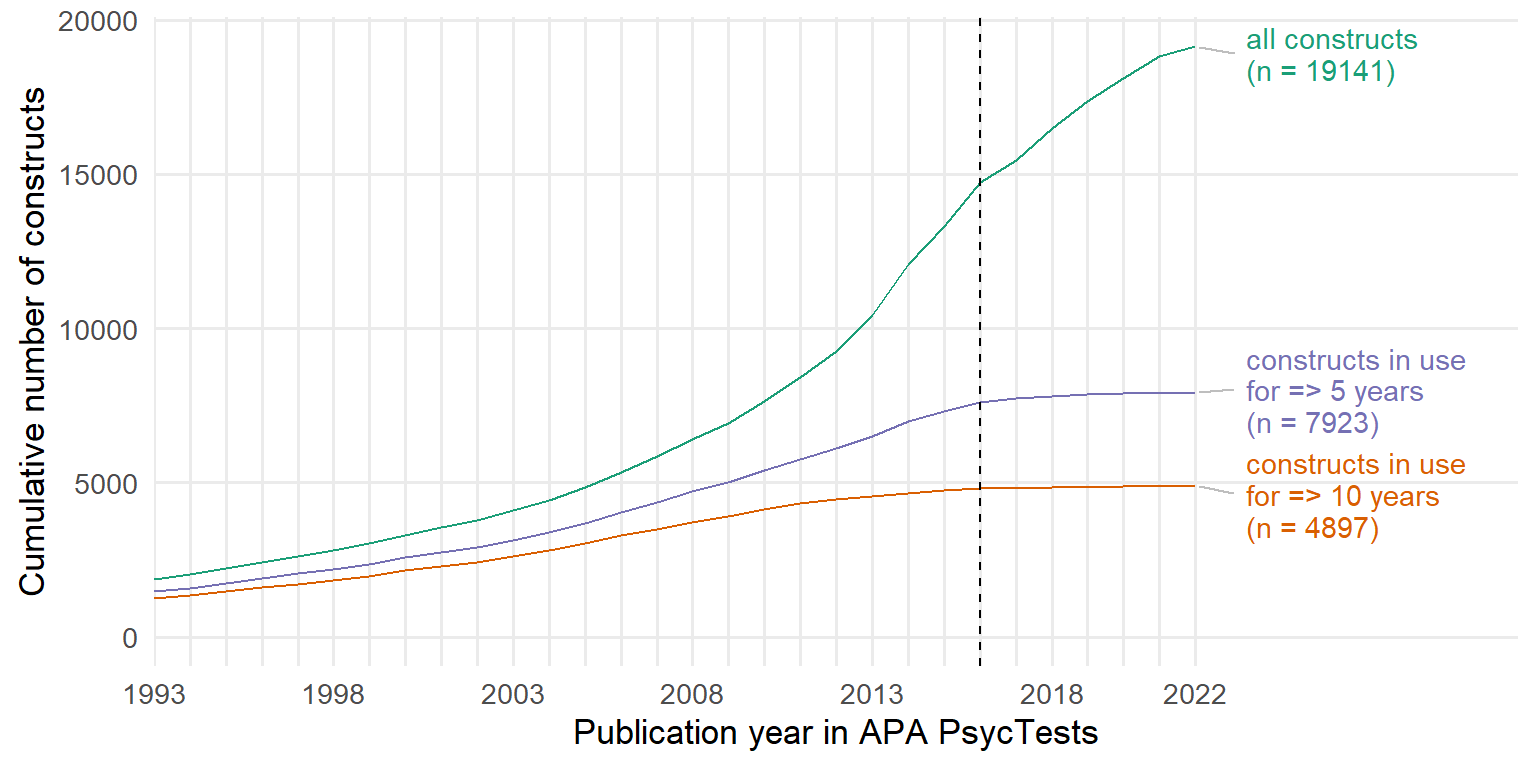 Cumulative number of constructs
20000
15000
10000
5000
0
all constructs
(n = 19141)
constructs in use
for => 5 years
(n = 7923)
constructs in use
for => 10 years
(n = 4897)
1993 1998 2003 2008 2013 2018 2022
Publication year in APA PsycTests